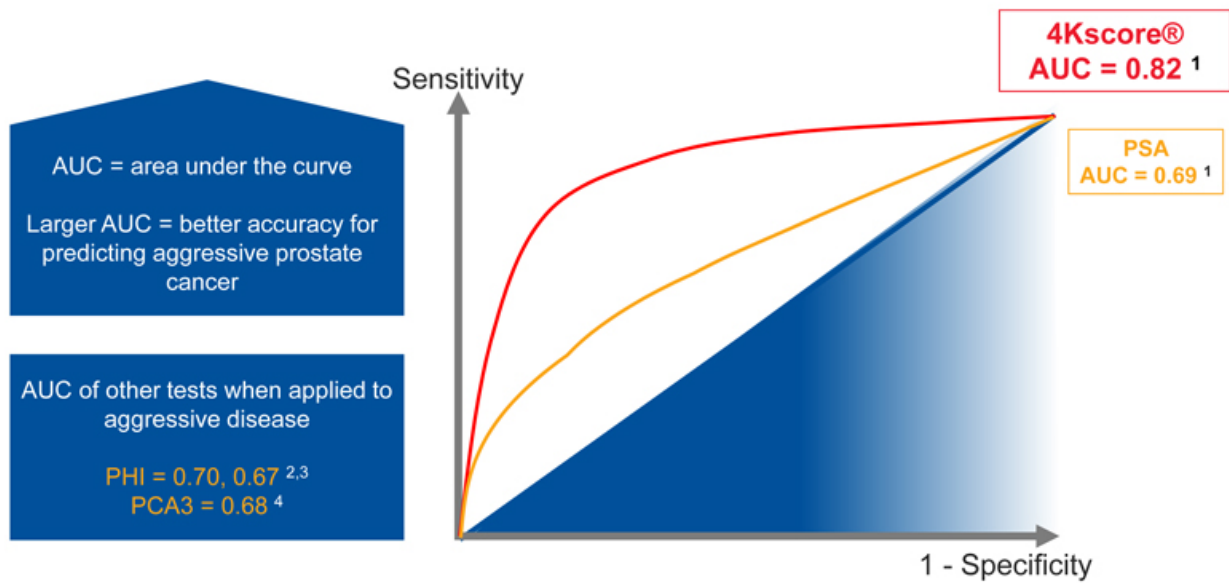 4Kscore®
AUC = 0.82 1
Sensitivity
PSA
AUC = 0.69 1
AUC = area under the curve
Larger AUC = better accuracy for
predicting aggressive prostate
cancer
AUC of other tests when applied to
aggressive disease
PHI = 0.70, 0.67 2,3
PCA3 = 0.68 4
1 - Specificity